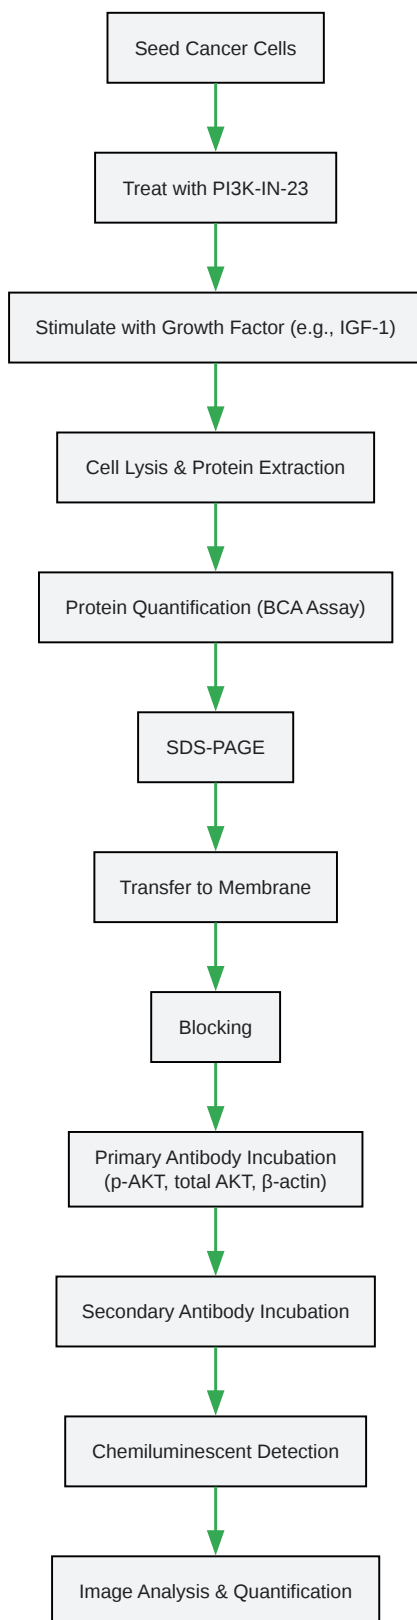 Seed Cancer Cells
Treat with PI3K-IN-23
Stimulate with Growth Factor (e.g., IGF-1)
Cell Lysis & Protein Extraction
Protein Quantification (BCA Assay)
SDS-PAGE
Transfer to Membrane
Blocking
Primary Antibody Incubation
(p-AKT, total AKT, β-actin)
Secondary Antibody Incubation
Chemiluminescent Detection
Image Analysis & Quantification